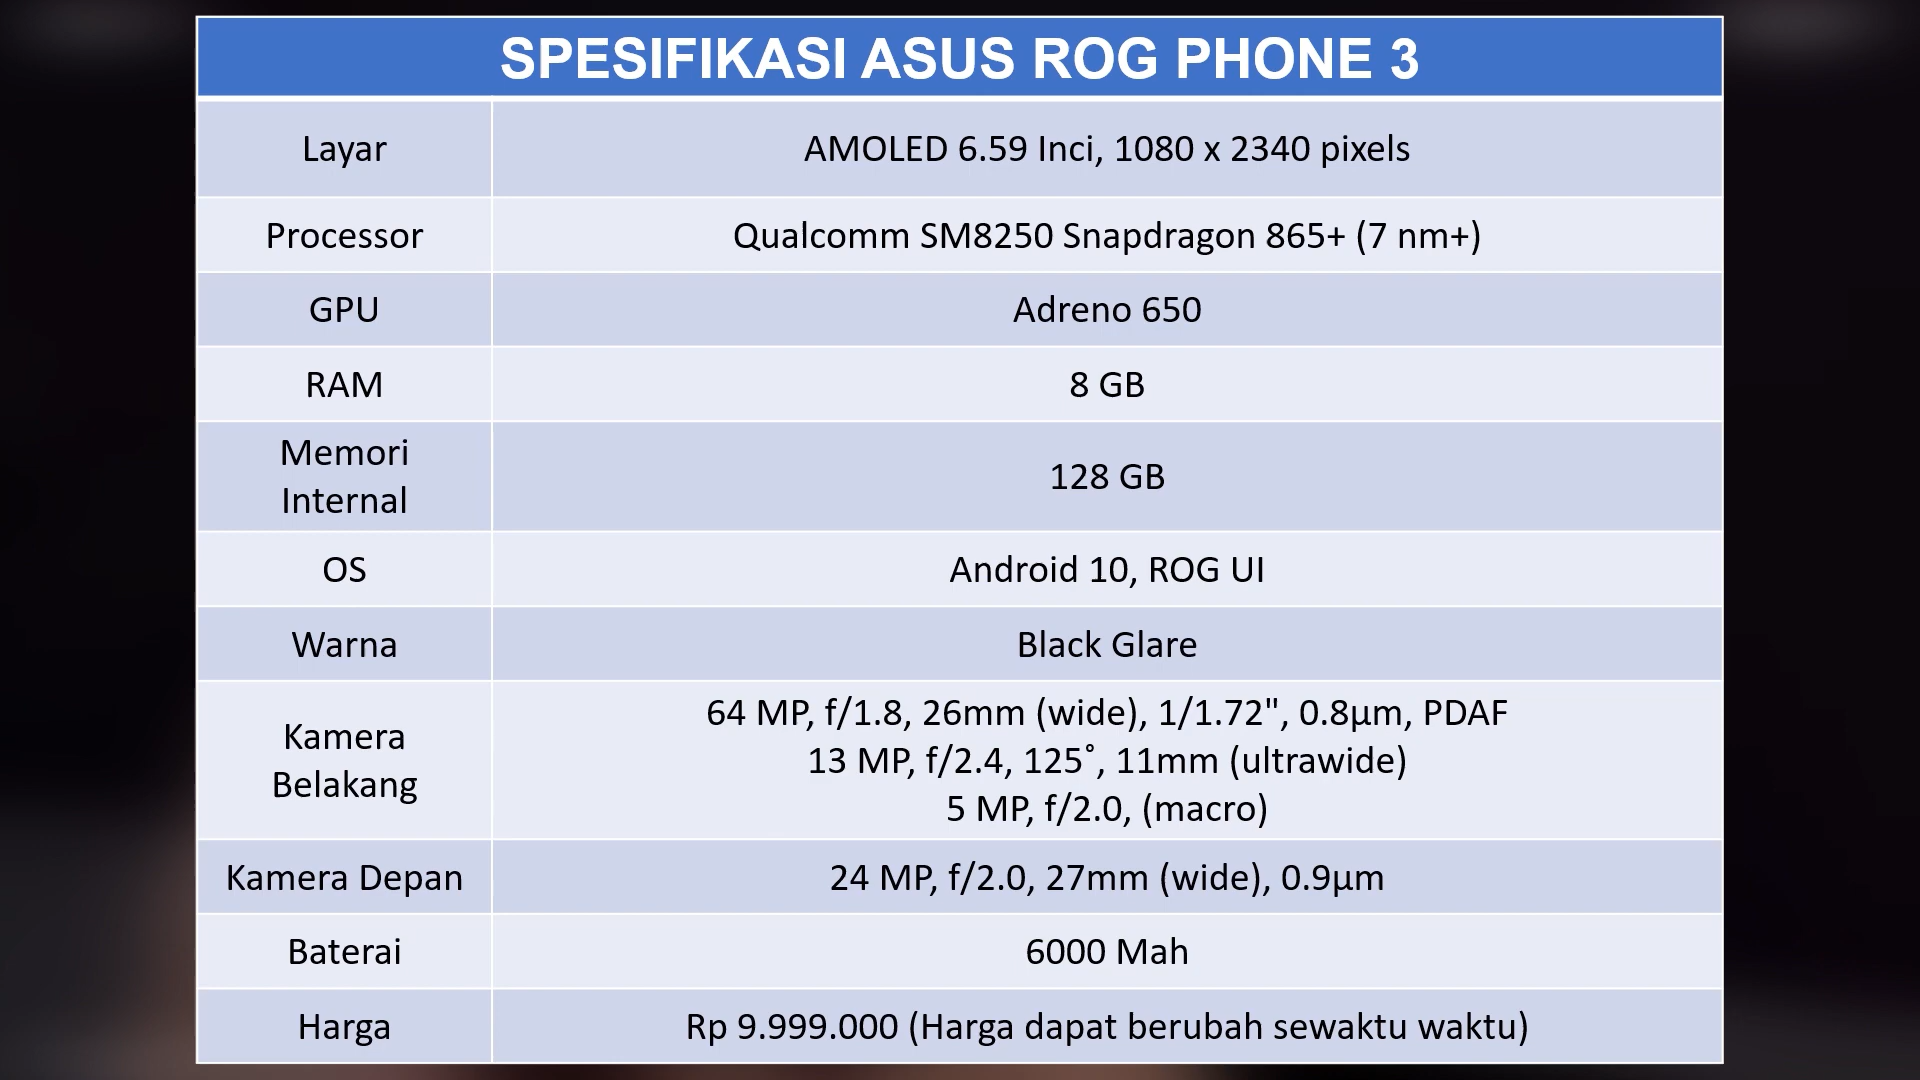 SPESIFIKASI ASUS ROG PHONE 3
Layar
AMOLED 6.59 Inci, 1080 x 2340 pixels
Processor
Qualcomm SM8250 Snapdragon 865+ (7 nm+)
GPU
Adreno 650
RAM
8 GB
Memori
Internal
128 GB
OS
Android 10, ROG UI
Warna
Black Glare
Kamera
Belakang
64 MP, f/1.8, 26mm (wide), 1/1.72", 0.8µm, PDAF
13 MP, f/2.4, 125˚, 11mm (ultrawide)
5 MP, f/2.0, (macro)
Kamera Depan
24 MP, f/2.0, 27mm (wide), 0.9µm
Baterai
6000 Mah
Harga
Rp 9.999.000 (Harga dapat berubah sewaktu waktu)